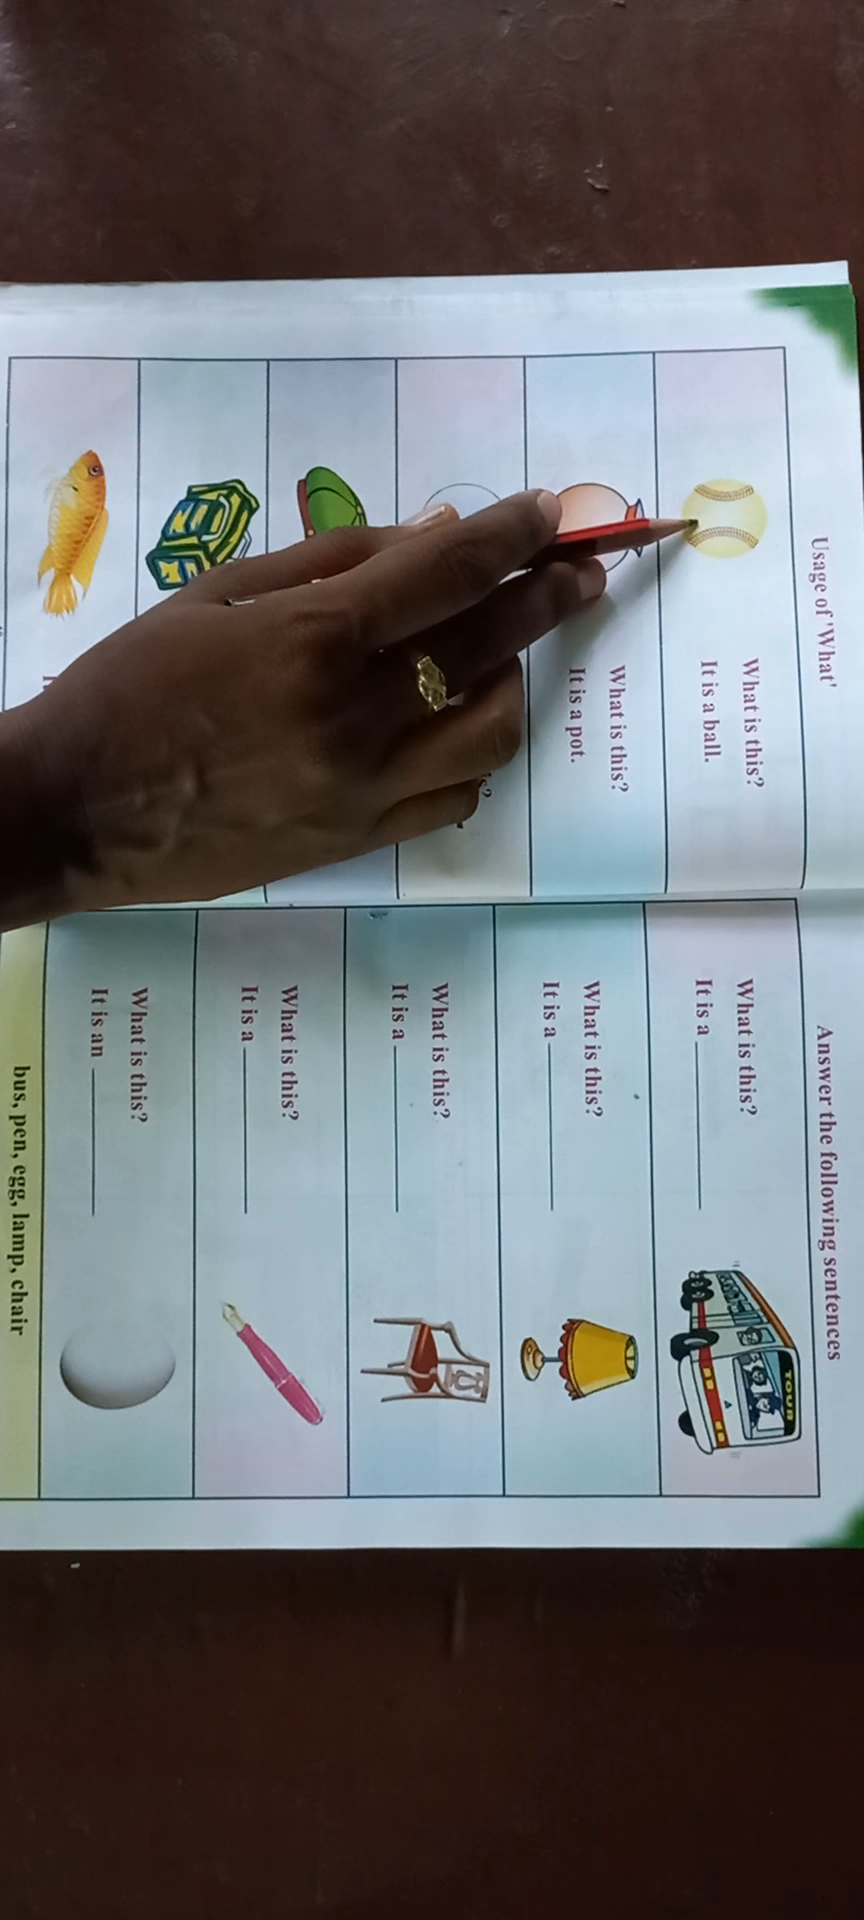 Usage of 'What'
What is this?
It is a ball.
What is this?
It is a pot.
Answer the following sentences
What is this?
It is a
TOUR
What is this?
It is a
What is this?
It is a
What is this?
It is a
What is this?
It is an
bus, pen, egg, lamp, chair